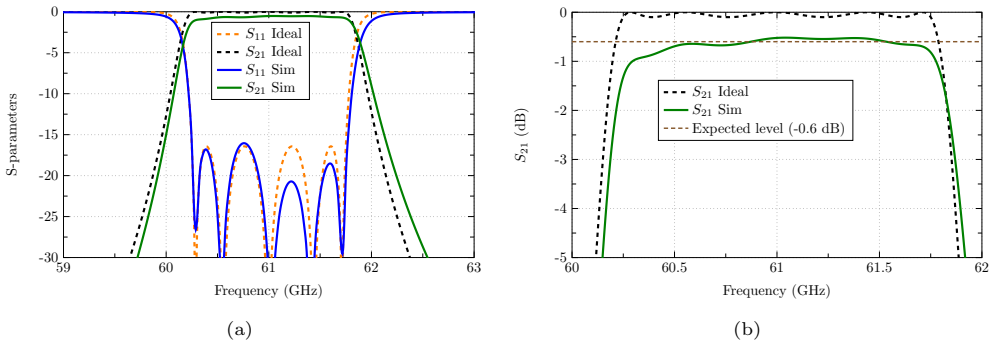 0
-5
-10
-15
-20
-25
-30
59
60
61
62
63
Frequency (GHz)
S-parameters
S₁₁ Ideal
S₂₁ Ideal
S₁₁ Sim
S₂₁ Sim
(a)
0
-1
-2
-3
-4
-5
60
60.5
61
61.5
62
Frequency (GHz)
S₂₁ (dB)
S₂₁ Ideal
S₂₁ Sim
Expected level (-0.6 dB)
(b)